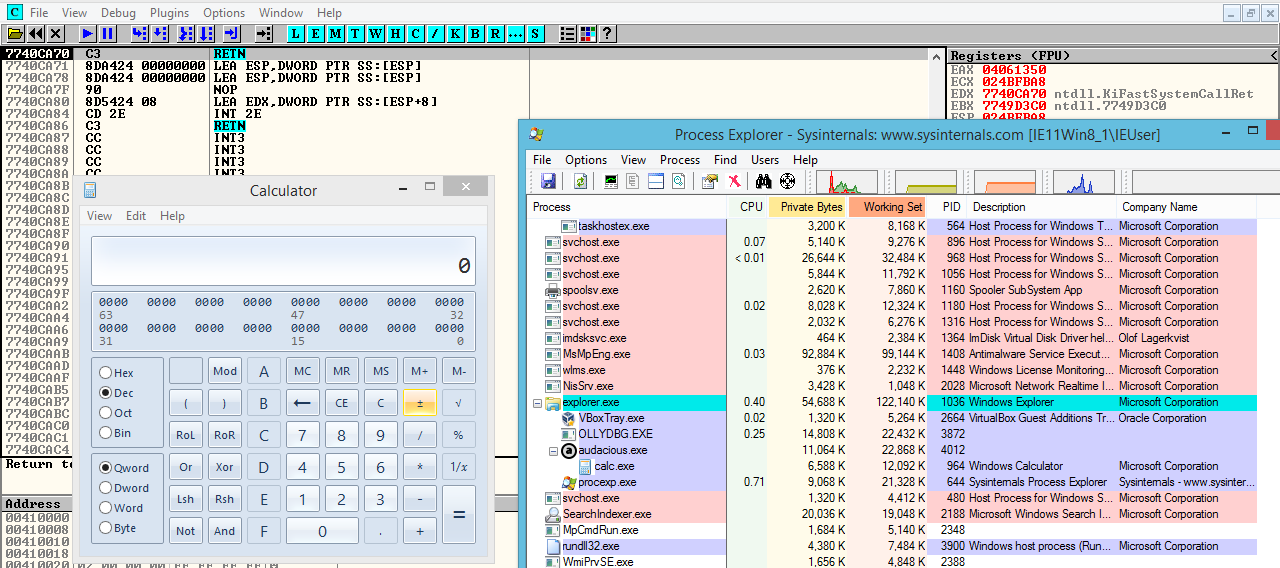 C File View Debug Plugins Options Window Help
L E M T W H C / K B R ... S ?
7740CA70 C3 RETN
7740CA71 8DA424 00000000 LEA ESP,DWORD PTR SS:[ESP]
7740CA78 8DA424 00000000 LEA ESP,DWORD PTR SS:[ESP]
7740CA7F 90 NOP
7740CA80 8D5424 08 LEA EDX,DWORD PTR SS:[ESP+8]
7740CA84 CD 2E INT 2E
7740CA86 C3 RETN
7740CA87 CC INT3
7740CA88 CC INT3
7740CA89 CC INT3
7740CA8A CC INT3
7740CA8B
7740CA8C
7740CA8D
7740CA8E
7740CA8F
7740CA90
7740CA91
7740CA95
7740CA99
7740CA9F
7740CAA2
7740CAA4
7740CAA6
7740CAA9
7740CAAB
7740CAAD
7740CAAF
7740CAB5
7740CAB7
7740CABC
7740CAC0
7740CAC1
7740CAC4
Return to
Address
00410000
00410008
00410010
00410018
00410020
Registers (FPU) <
EAX 04061350
ECX 024BFBA8
EDX 7740CA70 ntdll.KiFastSystemCallRet
EBX 7749D3C0 ntdll.7749D3C0
ESP 024BFBA8
Calculator
View Edit Help
0
0000 0000 0000 0000 0000 0000 0000 0000
63 47 32
0000 0000 0000 0000 0000 0000 0000 0000
31 15 0
Hex Mod A MC MR MS M+ M-
Dec ( ) B ← CE C ± √
Oct
Bin RoL RoR C 7 8 9 / %
Qword Or Xor D 4 5 6 * 1/x
Dword
Word Lsh Rsh E 1 2 3 - =
Byte Not And F 0 . +
Process Explorer - Sysinternals: www.sysinternals.com [IE11Win8_1\IEUser]
File Options View Process Find Users Help
Process CPU Private Bytes Working Set PID Description Company Name
taskhostex.exe 3,200 K 8,168 K 564 Host Process for Windows T... Microsoft Corporation
svchost.exe 0.07 5,140 K 9,276 K 896 Host Process for Windows S... Microsoft Corporation
svchost.exe < 0.01 26,644 K 32,484 K 968 Host Process for Windows S... Microsoft Corporation
svchost.exe 5,844 K 11,792 K 1056 Host Process for Windows S... Microsoft Corporation
spoolsv.exe 2,620 K 7,860 K 1160 Spooler SubSystem App Microsoft Corporation
svchost.exe 0.02 8,028 K 12,324 K 1180 Host Process for Windows S... Microsoft Corporation
svchost.exe 2,032 K 6,276 K 1316 Host Process for Windows S... Microsoft Corporation
imdsksvc.exe 464 K 2,384 K 1364 ImDisk Virtual Disk Driver hel... Olof Lagerkvist
MsMpEng.exe 0.03 92,884 K 99,144 K 1408 Antimalware Service Execut... Microsoft Corporation
wlms.exe 376 K 2,232 K 1448 Windows License Monitoring... Microsoft Corporation
NisSrv.exe 3,428 K 1,048 K 2028 Microsoft Network Realtime I... Microsoft Corporation
explorer.exe 0.40 54,688 K 122,140 K 1036 Windows Explorer Microsoft Corporation
VBoxTray.exe 0.02 1,320 K 5,264 K 2664 VirtualBox Guest Additions Tr... Oracle Corporation
OLLYDBG.EXE 0.25 14,808 K 22,432 K 3872
audacious.exe 11,064 K 22,868 K 4012
calc.exe 6,588 K 12,092 K 964 Windows Calculator Microsoft Corporation
procexp.exe 0.71 9,068 K 21,328 K 644 Sysinternals Process Explorer Sysinternals - www.sysinter...
svchost.exe 1,320 K 4,412 K 480 Host Process for Windows S... Microsoft Corporation
SearchIndexer.exe 20,036 K 19,048 K 2188 Microsoft Windows Search I... Microsoft Corporation
MpCmdRun.exe 1,684 K 5,140 K 2348
rundll32.exe 4,380 K 7,484 K 3900 Windows host process (Run... Microsoft Corporation
WmiPrvSE.exe 1,656 K 4,848 K 2388